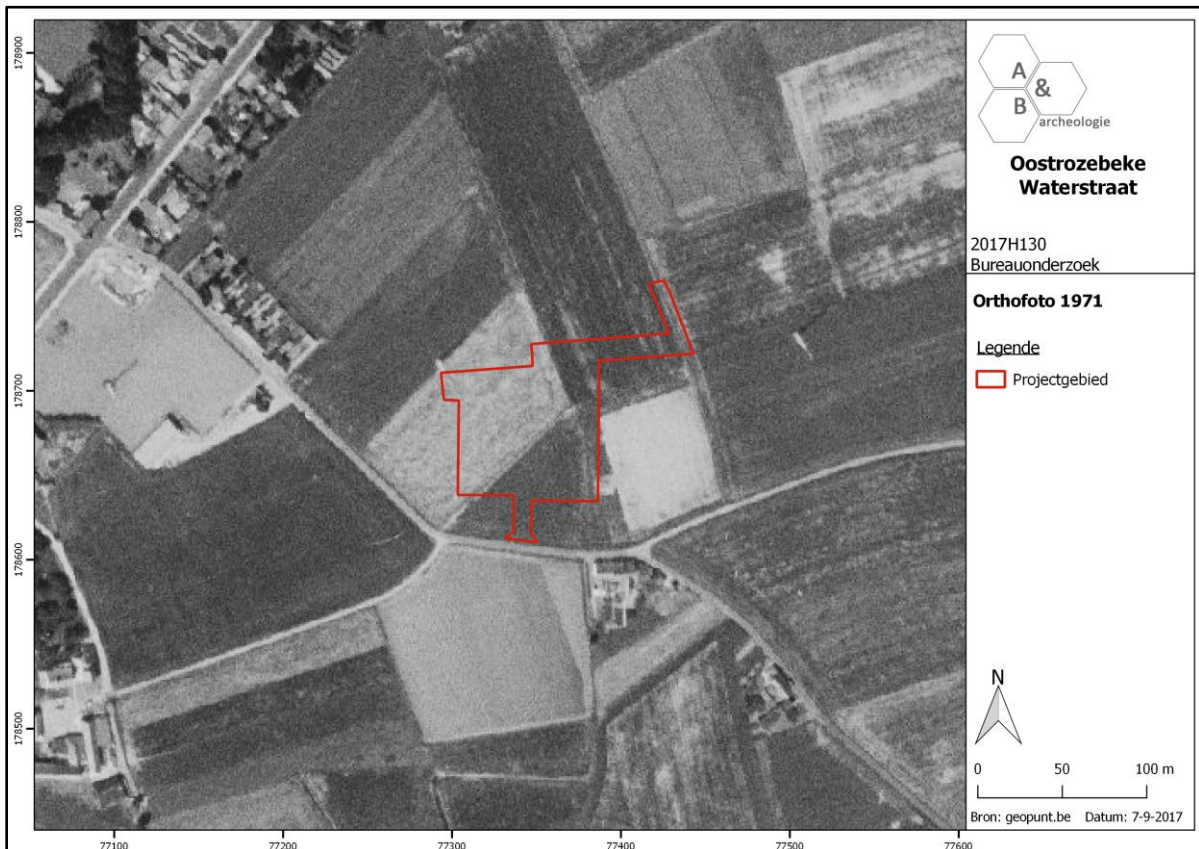 A
&
B
archeologie
Oostrozebeke
Waterstraat
2017H130
Bureauonderzoek
Orthofoto 1971
Legende
Projectgebied
N
0 50 100 m
Bron: geopunt.be Datum: 7-9-2017
178900
178800
178700
178600
178500
77100 77200 77300 77400 77500 77600